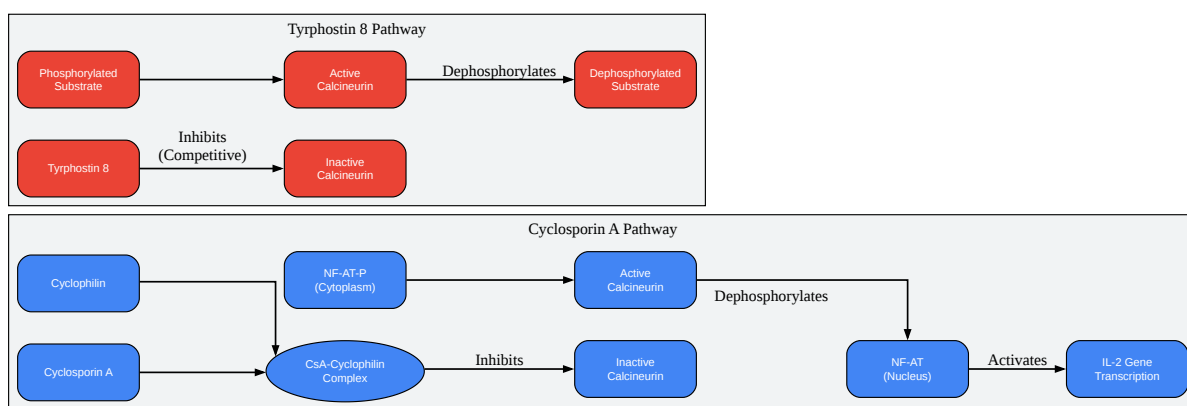 Tyrphostin 8 Pathway
Phosphorylated
Substrate
Active
Calcineurin
Dephosphorylates
Dephosphorylated
Substrate
Tyrphostin 8
Inhibits
(Competitive)
Inactive
Calcineurin
Cyclosporin A Pathway
Cyclophilin
NF-AT-P
(Cytoplasm)
Active
Calcineurin
Dephosphorylates
Cyclosporin A
CsA-Cyclophilin
Complex
Inhibits
Inactive
Calcineurin
NF-AT
(Nucleus)
Activates
IL-2 Gene
Transcription